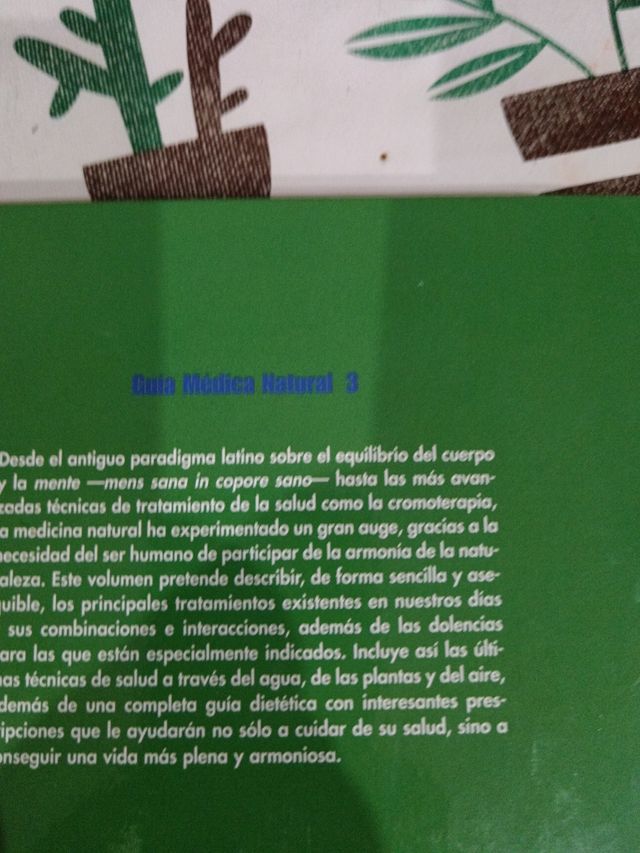 Guía Médica Natural 3
Desde el antiguo paradigma latino sobre el equilibrio del cuerpo
y la mente —mens sana in copore sano— hasta las más avan-
zadas técnicas de tratamiento de la salud como la cromoterapia,
a medicina natural ha experimentado un gran auge, gracias a la
necesidad del ser humano de participar de la armonía de la natu-
aleza. Este volumen pretende describir, de forma sencilla y ase-
quible, los principales tratamientos existentes en nuestros días
sus combinaciones e interacciones, además de las dolencias
ara las que están especialmente indicados. Incluye así las últi-
as técnicas de salud a través del agua, de las plantas y del aire,
demás de una completa guía dietética con interesantes pres-
ipciones que le ayudarán no sólo a cuidar de su salud, sino a
onseguir una vida más plena y armoniosa.